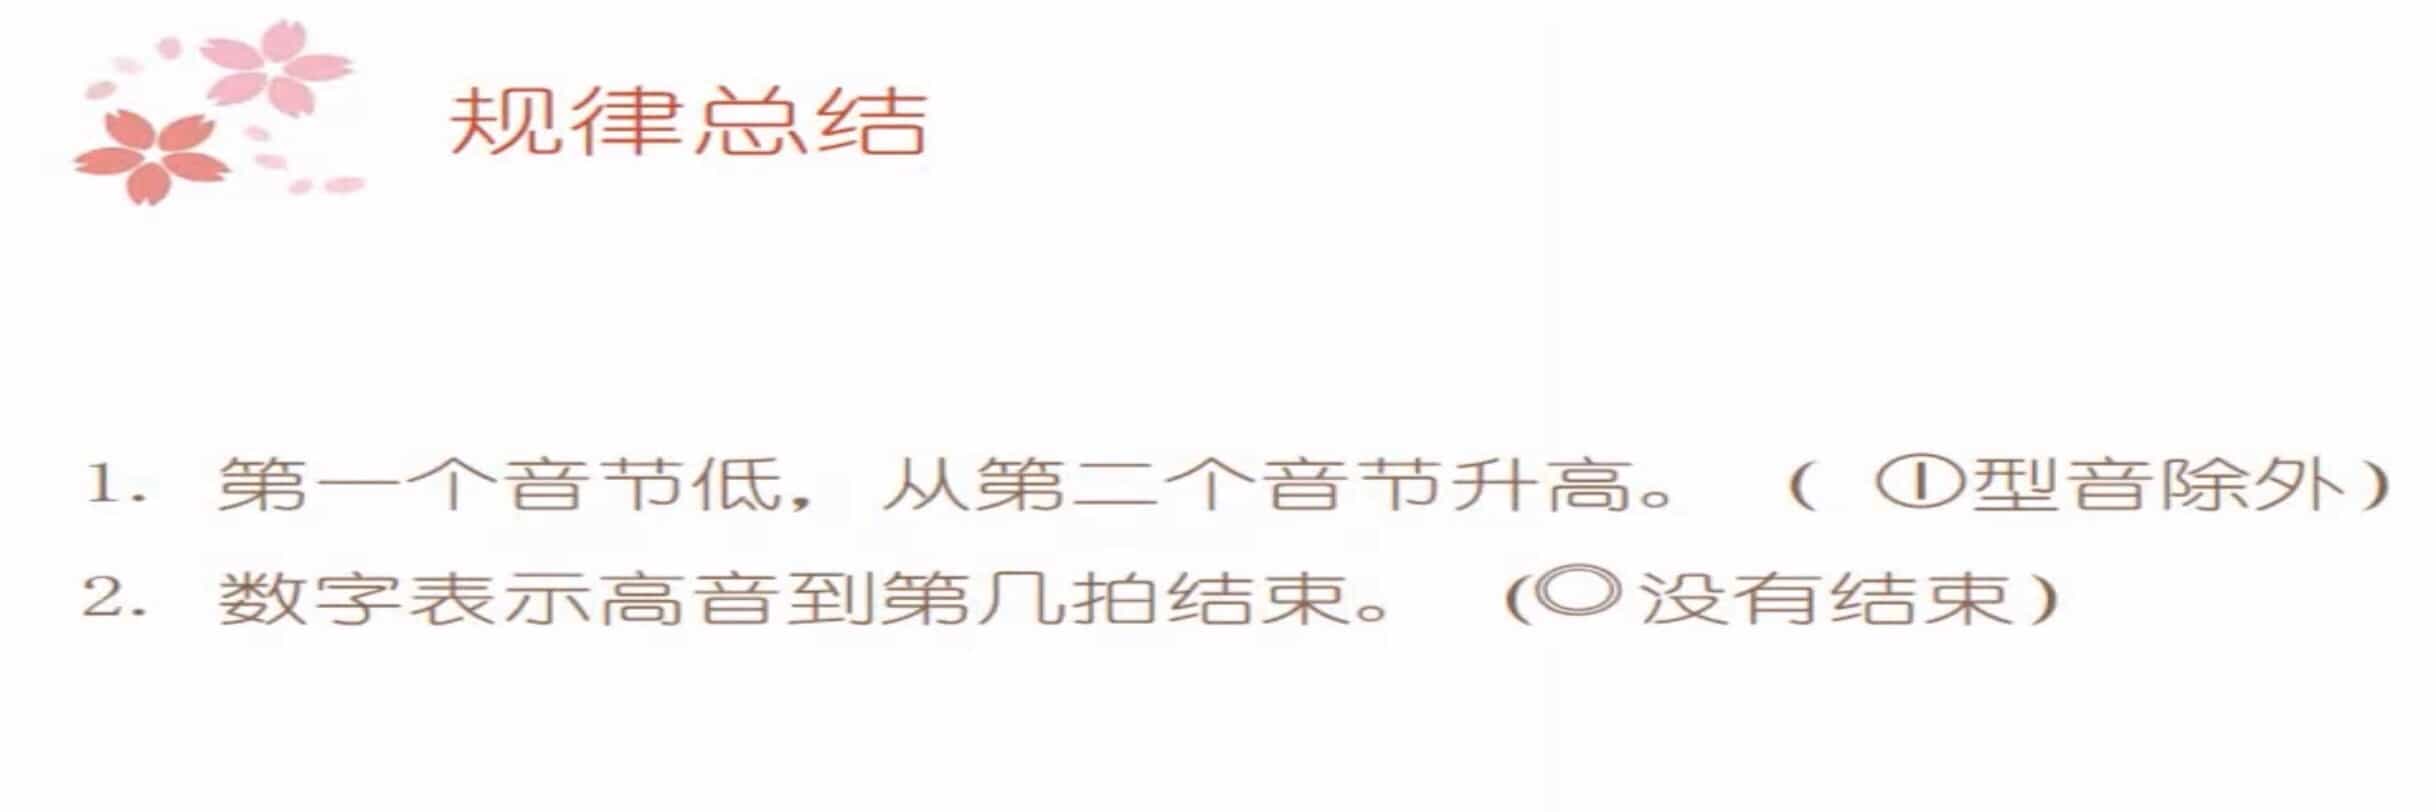 规律总结
1. 第一个音节低，从第二个音节升高。 （ ①型音除外）
2. 数字表示高音到第几拍结束。 （◎没有结束）